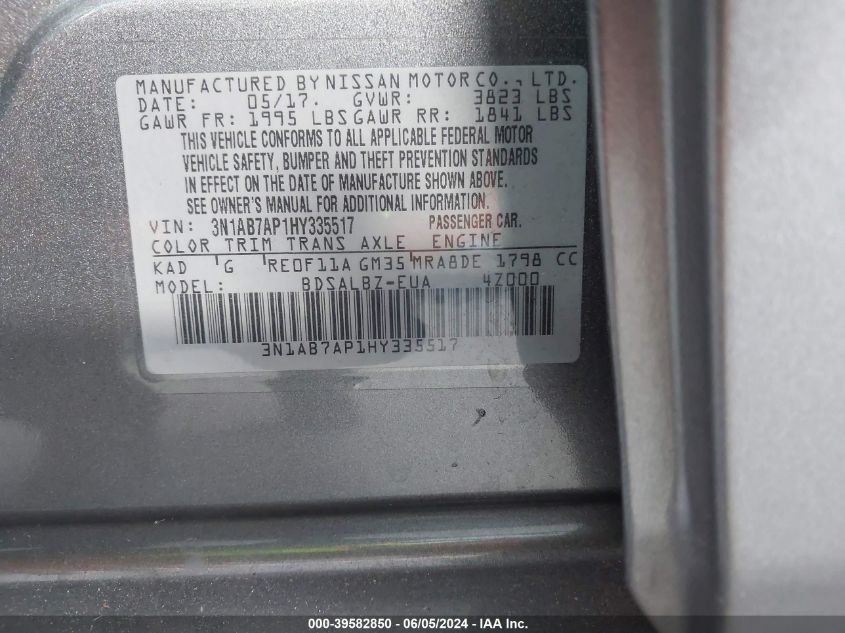 MANUFACTURED BY NISSAN MOTOR CO., LTD.
DATE: 05/17. GVWR: 3823 LBS
GAWR FR: 1995 LBS GAWR RR: 1841 LBS
THIS VEHICLE CONFORMS TO ALL APPLICABLE FEDERAL MOTOR
VEHICLE SAFETY, BUMPER AND THEFT PREVENTION STANDARDS
IN EFFECT ON THE DATE OF MANUFACTURE SHOWN ABOVE.
SEE OWNER'S MANUAL FOR ADDITIONAL INFORMATION.
VIN: 3N1AB7AP1HY335517 PASSENGER CAR.
COLOR TRIM TRANS AXLE ENGINE
KAD G RE0F11A GM35 MRA8DE 1798 CC
MODEL: BDSALBZ-EUA 4Z000
3N1AB7AP1HY335517
000-39582850 - 06/05/2024 - IAA Inc.